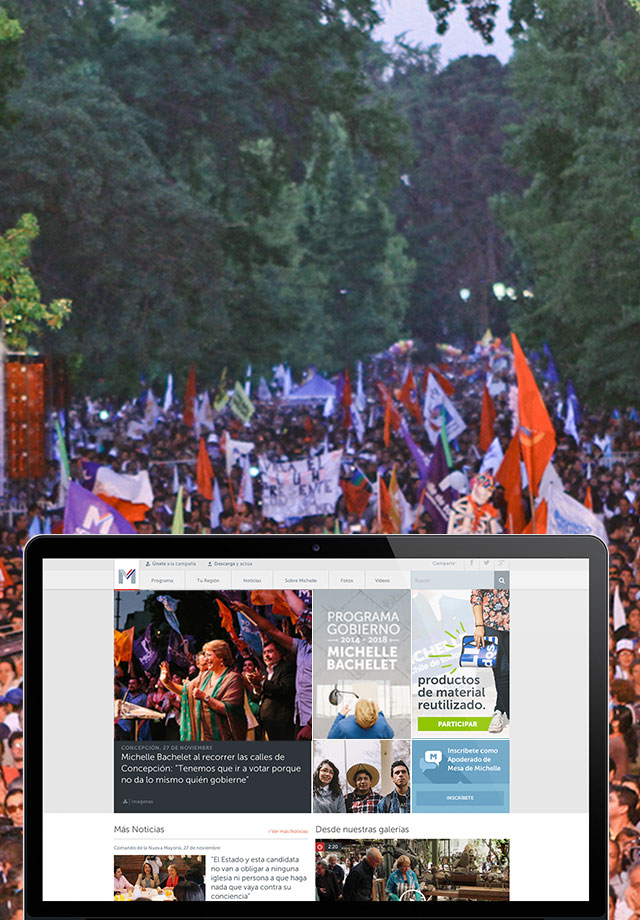 M
Únete a la campaña
Descarga y actúa
Compartir:
Programa
Tu Región
Noticias
Sobre Michelle
Fotos
Videos
Buscar
PROGRAMA
GOBIERNO
2014 - 2018
MICHELLE
BACHELET
productos
de material
reutilizado.
PARTICIPAR
CONCEPCIÓN, 27 DE NOVIEMBRE
Michelle Bachelet al recorrer las calles de
Concepción: "Tenemos que ir a votar porque
no da lo mismo quién gobierne"
Imágenes
M
Inscríbete como
Apoderado de
Mesa de Michelle
INSCRÍBETE
Más Noticias
Ver más Noticias
Comando de la Nueva Mayoría, 27 de noviembre
"El Estado y esta candidata
no van a obligar a ninguna
iglesia ni persona a que haga
nada que vaya contra su
conciencia"
Desde nuestras galerías
2:20